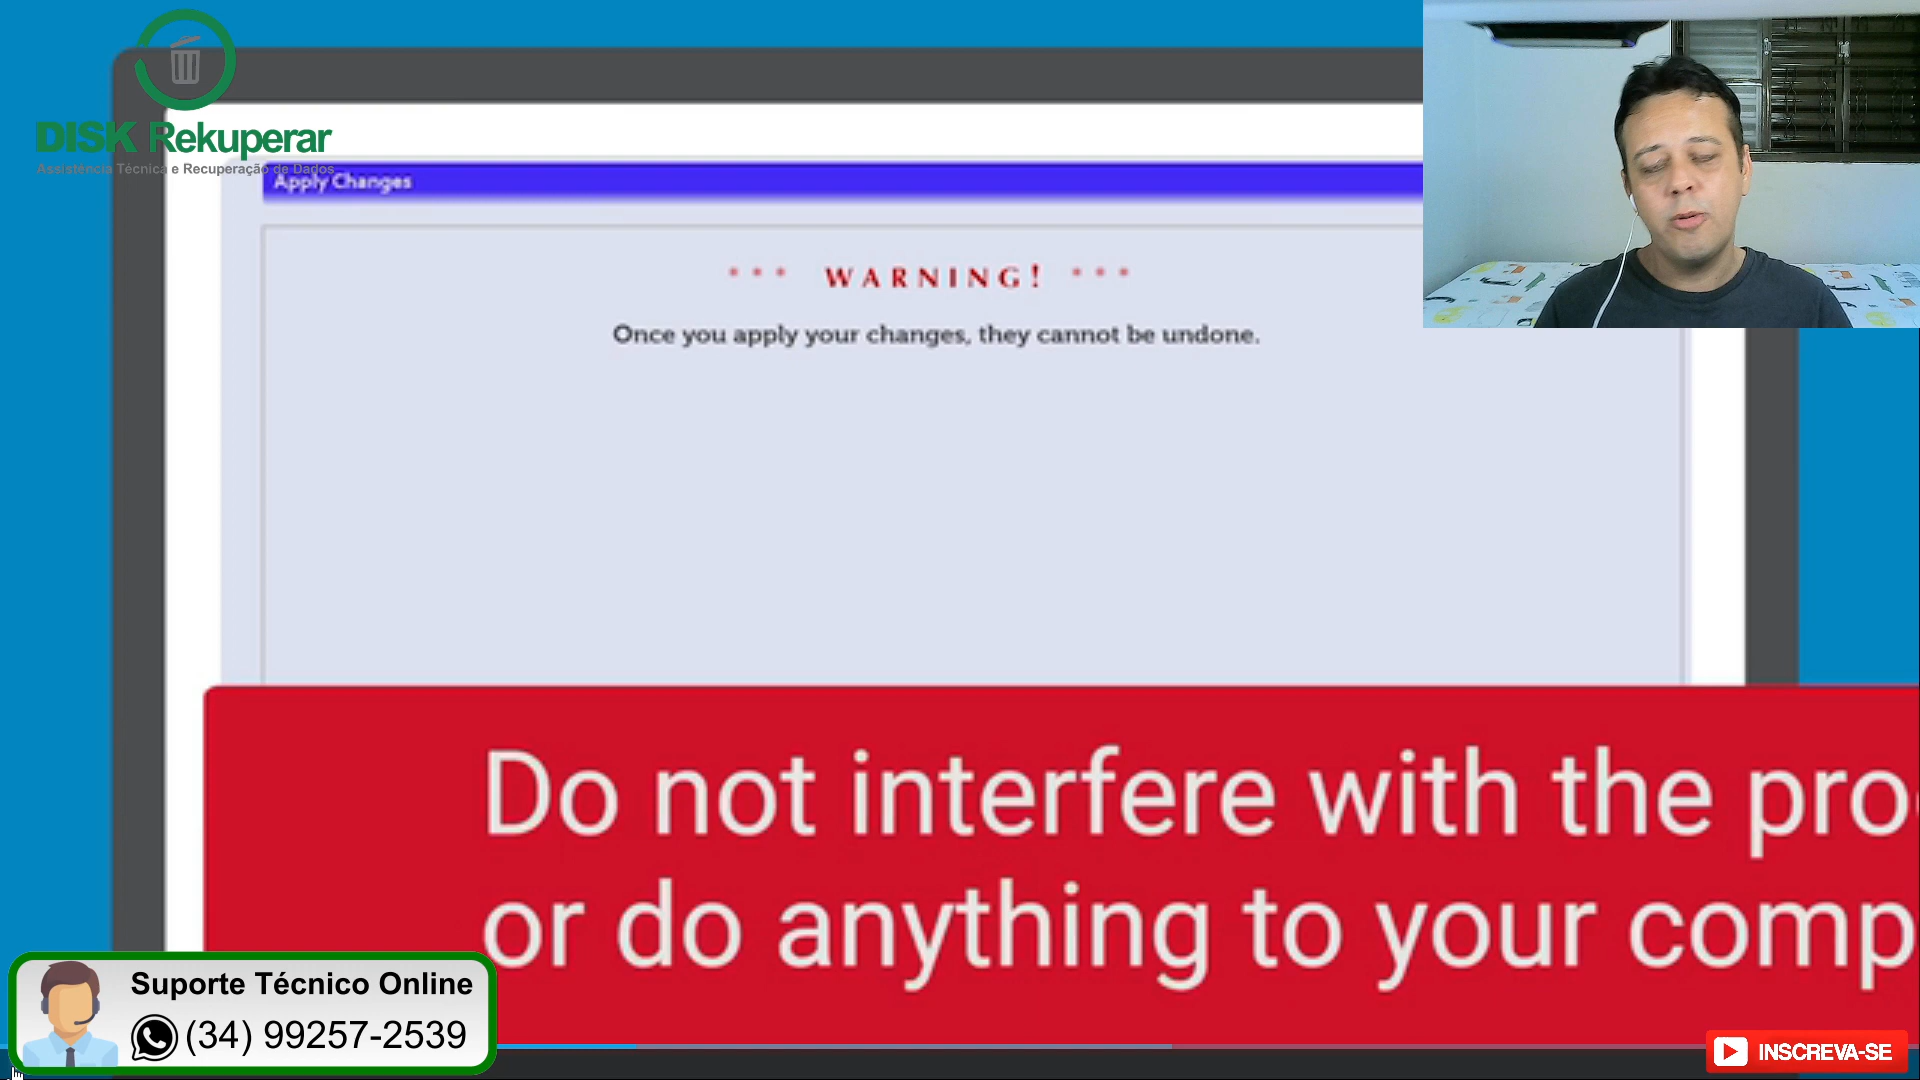 DISK Rekuperar
Assistência Técnica e Recuperação de Dados
Apply Changes
*** WARNING! ***
Once you apply your changes, they cannot be undone.
Do not interfere with the pro
or do anything to your comp
Suporte Técnico Online
(34) 99257-2539
INSCREVA-SE